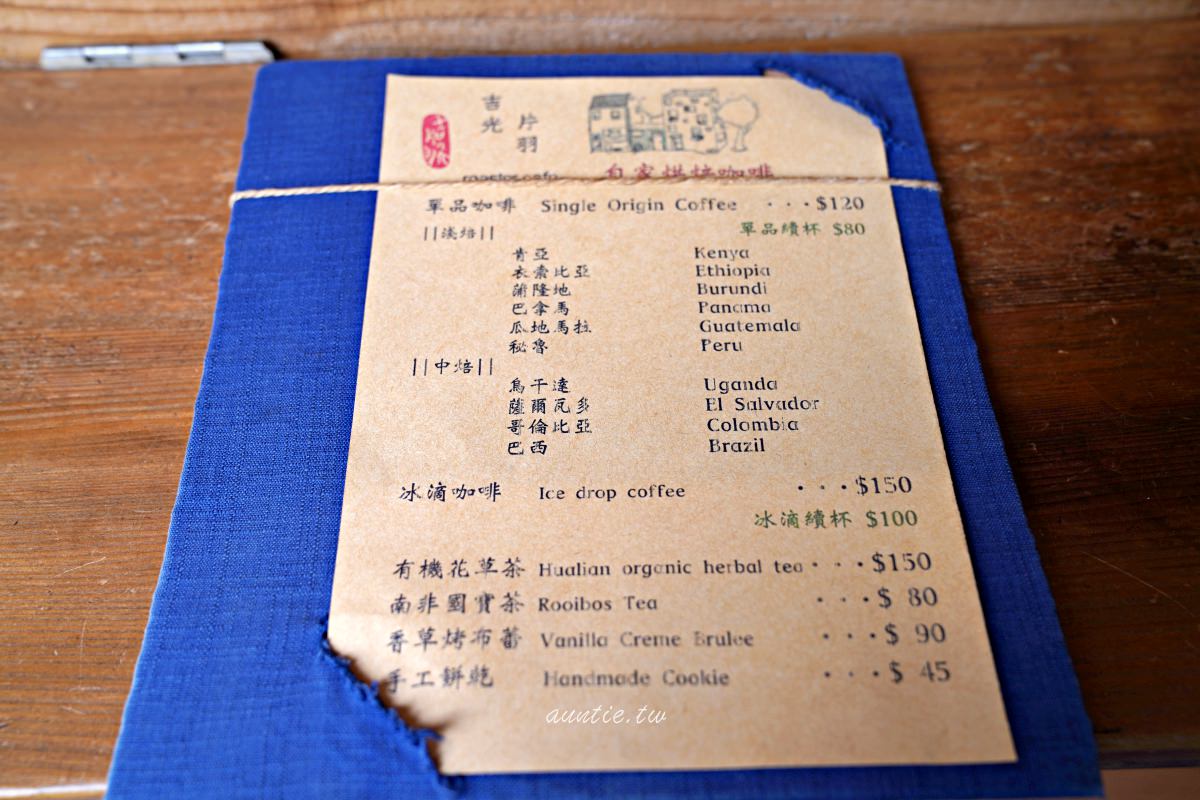 吉光
片羽
自家烘焙咖啡
單品咖啡 Single Origin Coffee ···$120
||淺焙|| 單品續杯 $80
肯亞 Kenya
衣索比亞 Ethiopia
蒲隆地 Burundi
巴拿馬 Panama
瓜地馬拉 Guatemala
秘魯 Peru
||中焙||
烏干達 Uganda
薩爾瓦多 El Salvador
哥倫比亞 Colombia
巴西 Brazil
冰滴咖啡 Ice drop coffee ···$150
冰滴續杯 $100
有機花草茶 Hualian organic herbal tea ···$150
南非國寶茶 Rooibos Tea ···$ 80
香草烤布蕾 Vanilla Creme Brulee ···$ 90
手工餅乾 Handmade Cookie ···$ 45
auntie.tw